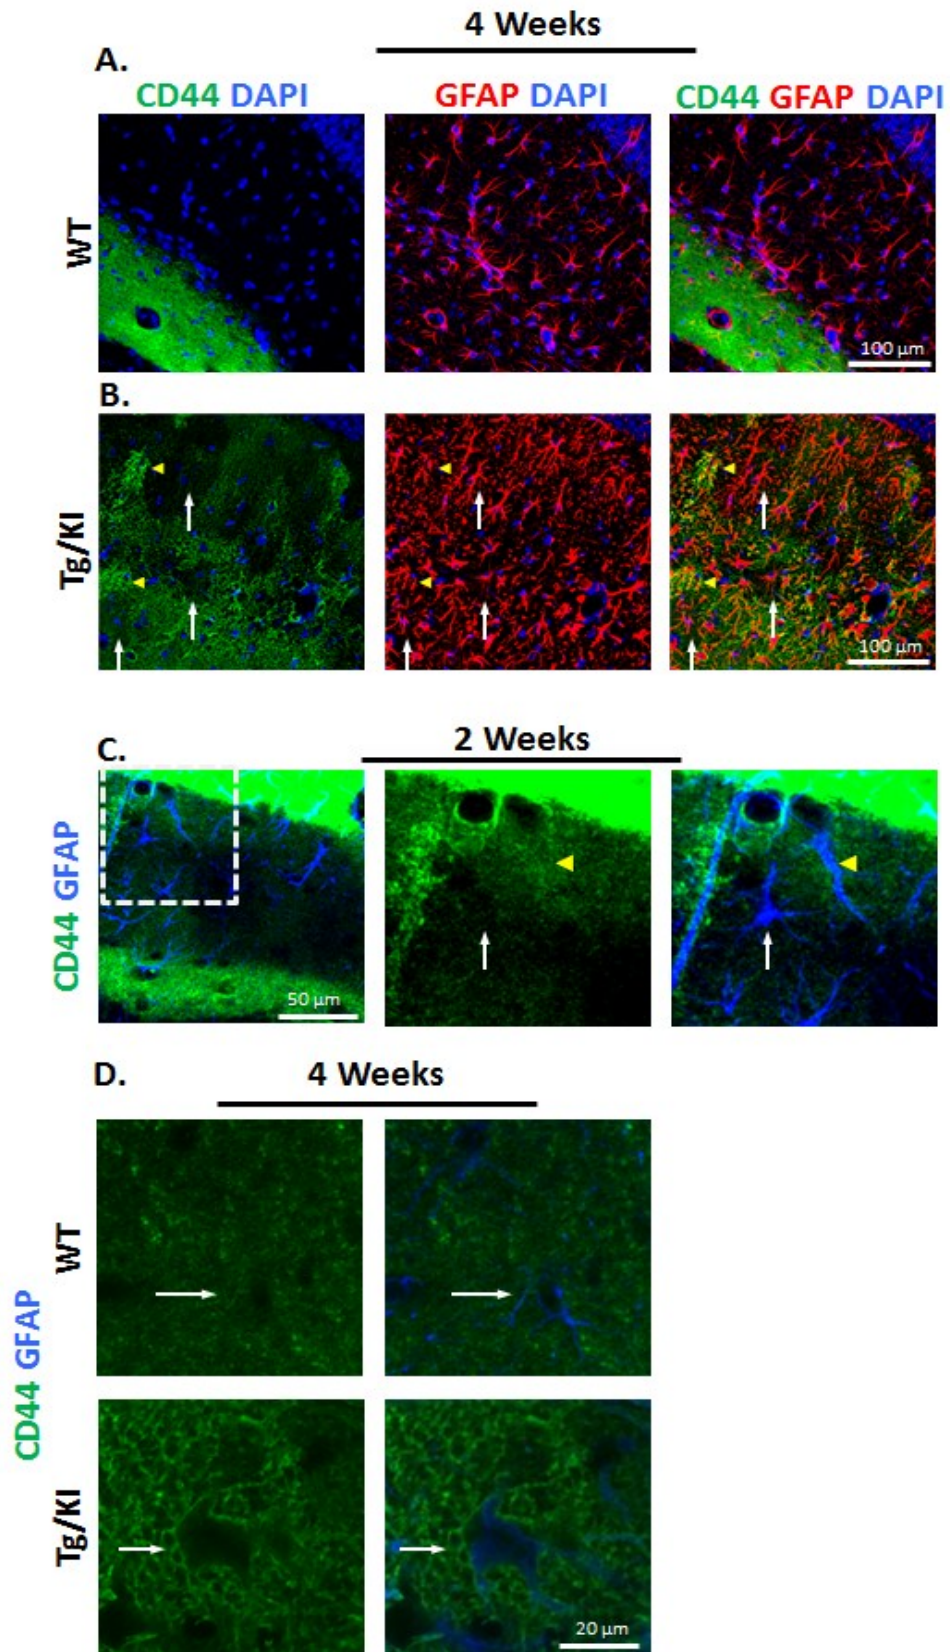 4 Weeks
A.
CD44 DAPI
GFAP DAPI
CD44 GFAP DAPI
WT
100 µm
B.
Tg/KI
100 µm
2 Weeks
C.
CD44 GFAP
50 µm
D.
4 Weeks
WT
CD44 GFAP
Tg/KI
20 µm